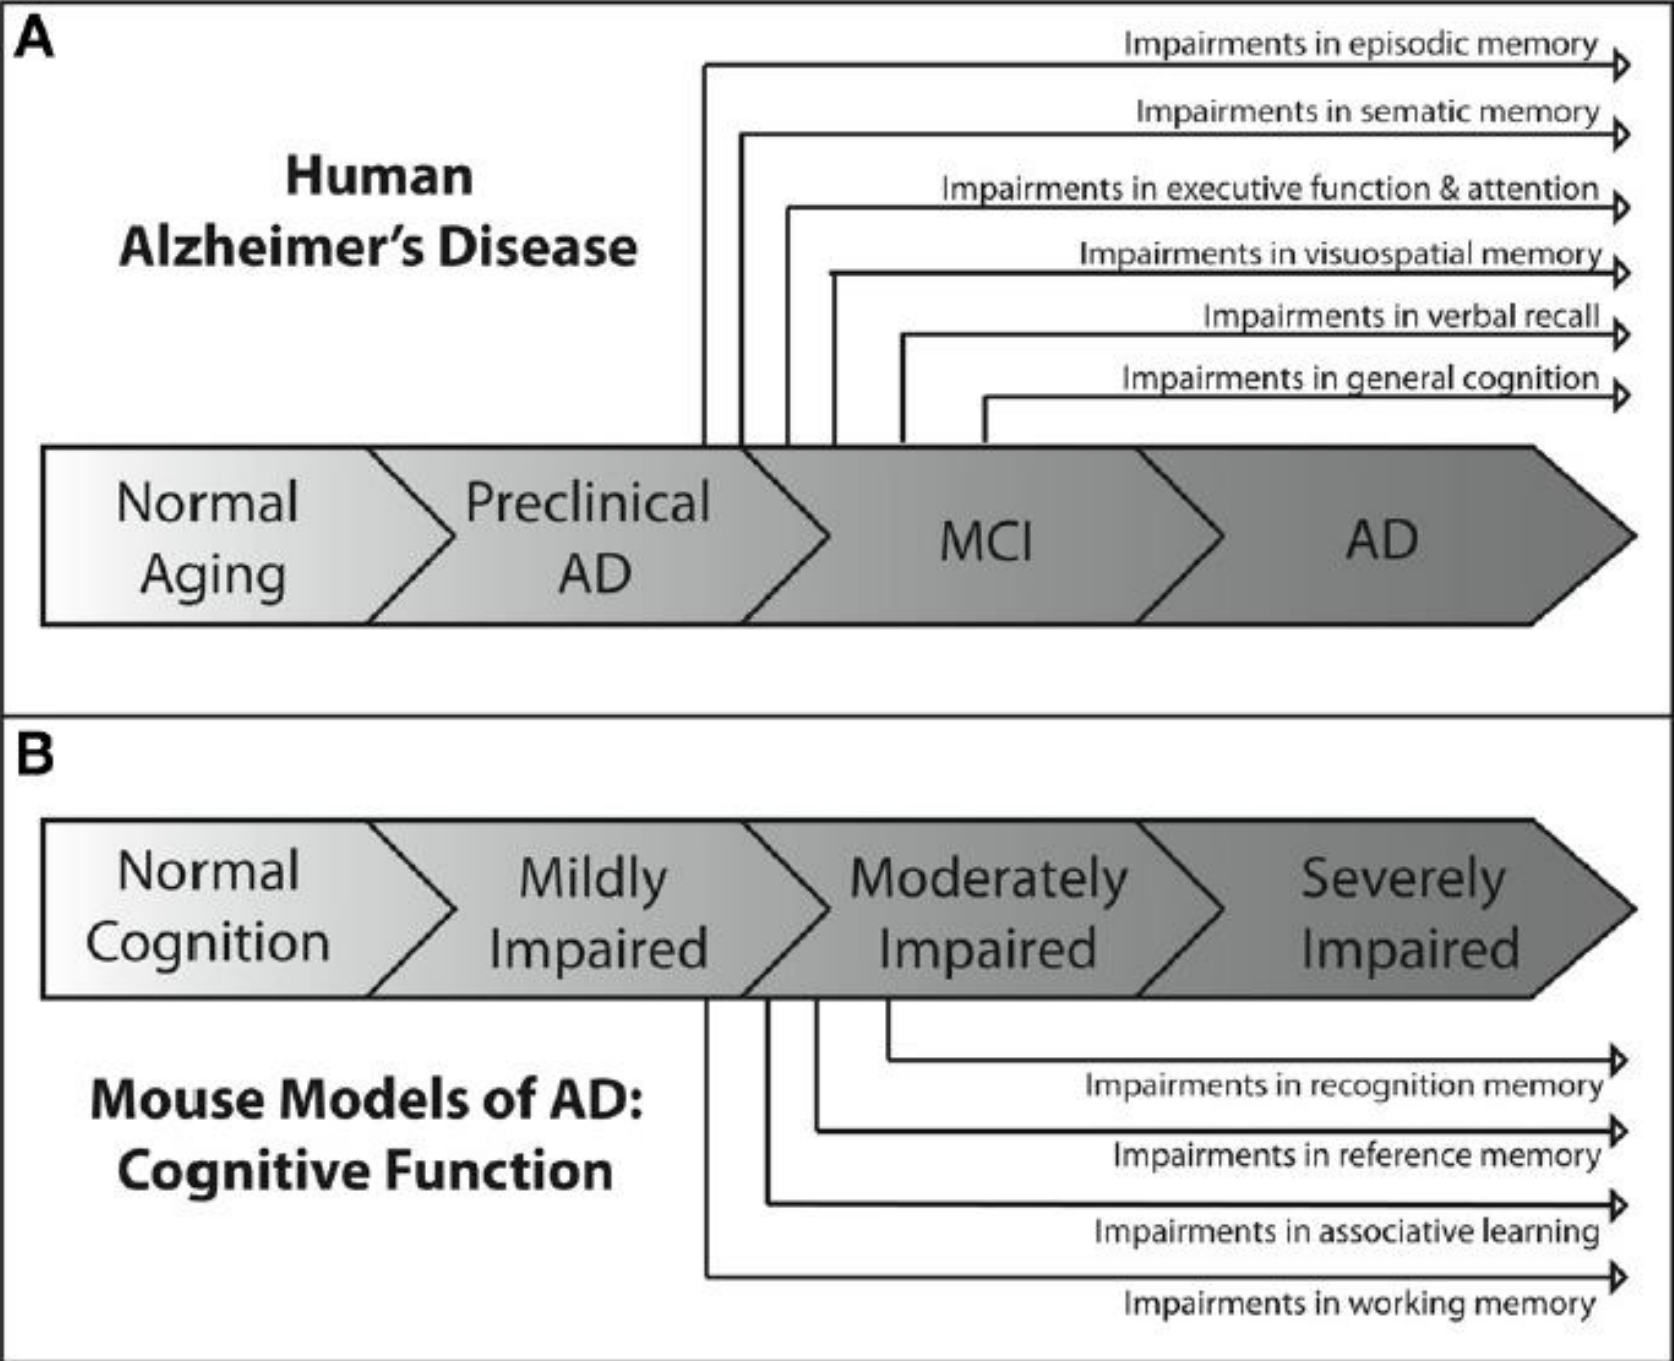 A
Impairments in episodic memory
Impairments in sematic memory
Impairments in executive function & attention
Impairments in visuospatial memory
Impairments in verbal recall
Impairments in general cognition
Human
Alzheimer's Disease
Normal
Aging
Preclinical
AD
MCI
AD
B
Normal
Cognition
Mildly
Impaired
Moderately
Impaired
Severely
Impaired
Mouse Models of AD:
Cognitive Function
Impairments in recognition memory
Impairments in reference memory
Impairments in associative learning
Impairments in working memory